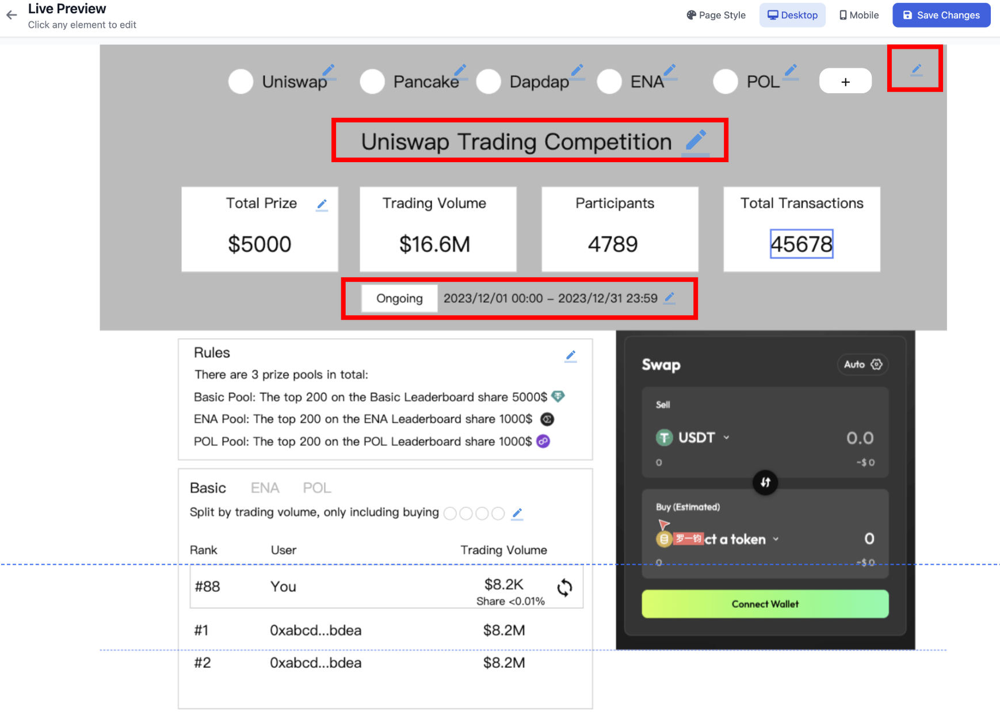 Live Preview
Click any element to edit
Page Style
Desktop
Mobile
Save Changes
Uniswap
Pancake
Dapdap
ENA
POL
+
Uniswap Trading Competition
Total Prize
$5000
Trading Volume
$16.6M
Participants
4789
Total Transactions
45678
Ongoing
2023/12/01 00:00 – 2023/12/31 23:59
Rules
There are 3 prize pools in total:
Basic Pool: The top 200 on the Basic Leaderboard share 5000$
ENA Pool: The top 200 on the ENA Leaderboard share 1000$
POL Pool: The top 200 on the POL Leaderboard share 1000$
Basic ENA POL
Split by trading volume, only including buying
Rank User Trading Volume
#88 You $8.2K
Share <0.01%
#1 0xabcd...bdea $8.2M
#2 0xabcd...bdea $8.2M
Swap
Auto
Sell
USDT 0.0
0 ~$ 0
Buy (Estimated)
罗一钧
ct a token 0
0 ~$ 0
Connect Wallet